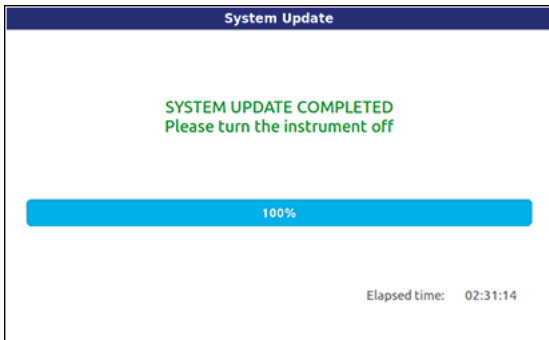 System Update
SYSTEM UPDATE COMPLETED
Please turn the instrument off
100%
Elapsed time: 02:31:14